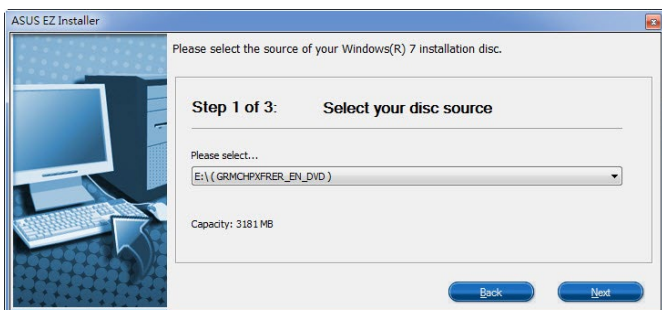 ASUS EZ Installer
Please select the source of your Windows(R) 7 installation disc.
Step 1 of 3: Select your disc source
Please select...
E:\ ( GRMCHPXFRER_EN_DVD )
Capacity: 3181 MB
Back Next